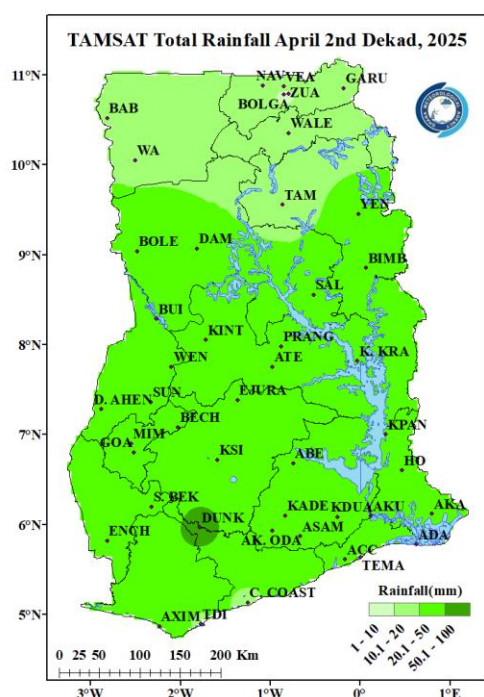 TAMSAT Total Rainfall April 2nd Dekad, 2025
11°N
10°N
9°N
8°N
7°N
6°N
5°N
NAV VEA GARU
BOLGA ZUA
BAB
WALE
WA
TAM
YEN
BOLE DAM
BIMB
SAL
BUI
KINT PRANG
WEN ATE K. KRA
SUN EJURA
D. AHEN
BECH KPAN
GOA MIM
KSI ABE HO
S. BEK KADE KDUA AKU AKA
DUNK ASAM
ENCH AK. ODA ADA
ACC
TEMA
C. COAST
AXIM TDI
Rainfall(mm)
1 - 10
10.1 - 20
20.1 - 50
50.1 - 100
0 25 50 100 150 200 Km
3°W 2°W 1°W 0° 1°E